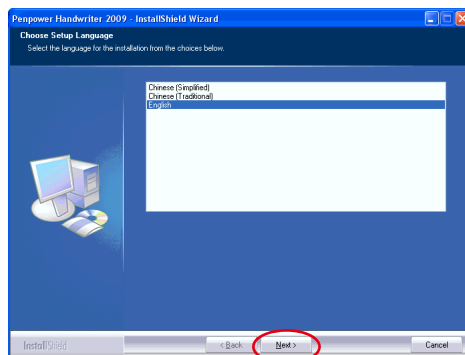 Penpower Handwriter 2009 - InstallShield Wizard
Choose Setup Language
Select the language for the installation from the choices below.
Chinese (Simplified)
Chinese (Traditional)
English
InstallShield
< Back
Next >
Cancel